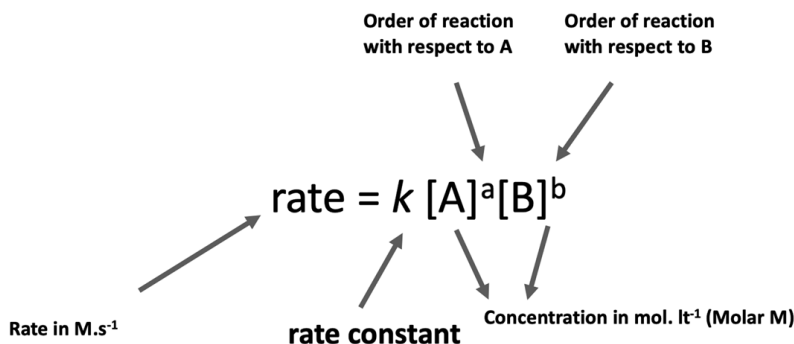 Order of reaction
with respect to A
Order of reaction
with respect to B
rate = k [A]ᵃ[B]ᵇ
Rate in M.s⁻¹
rate constant
Concentration in mol. lt⁻¹ (Molar M)